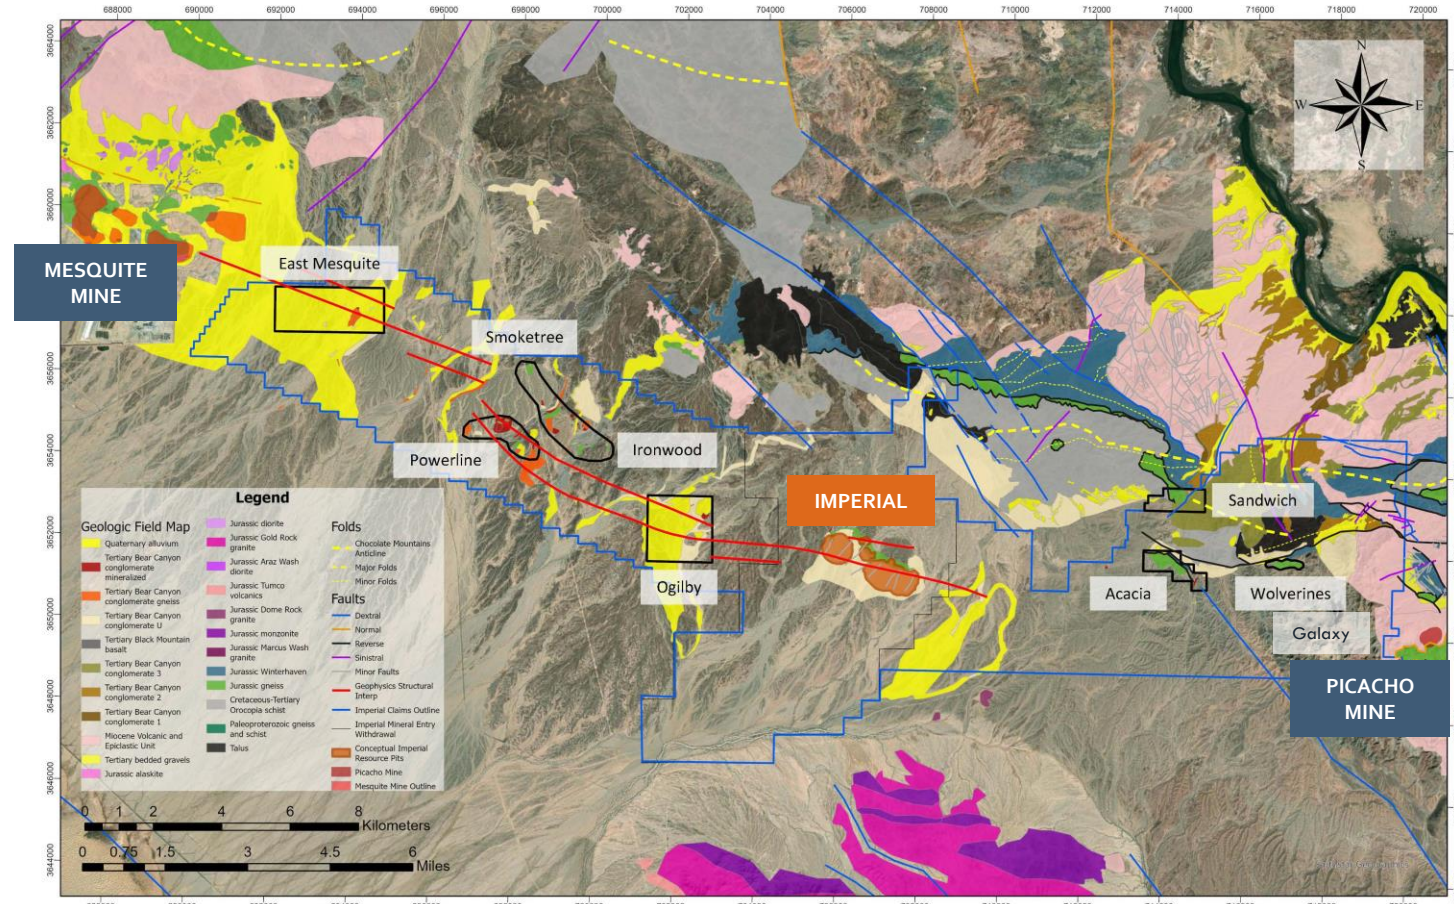 688000 690000 692000 694000 696000 698000 700000 702000 704000 706000 708000 710000 712000 714000 716000 718000 720000
3664000
3662000
3660000
3656000
3654000
3652000
3650000
3648000
3646000
3644000
N
W E
S
MESQUITE
MINE
East Mesquite
Smoketree
Powerline
Ironwood
IMPERIAL
Ogilby
Sandwich
Acacia
Wolverines
Galaxy
PICACHO
MINE
Legend
Geologic Field Map
Quaternary alluvium
Tertiary Bear Canyon
conglomerate
mineralized
Tertiary Bear Canyon
conglomerate gneiss
Tertiary Bear Canyon
conglomerate U
Tertiary Black Mountain
basalt
Tertiary Bear Canyon
conglomerate 3
Tertiary Bear Canyon
conglomerate 2
Tertiary Bear Canyon
conglomerate 1
Miocene Volcanic and
Epiclastic Unit
Tertiary bedded gravels
Jurassic alaskite
Jurassic diorite
Jurassic Gold Rock
granite
Jurassic Araz Wash
diorite
Jurassic Tumco
volcanics
Jurassic Dome Rock
granite
Jurassic monzonite
Jurassic Marcus Wash
granite
Jurassic Winterhaven
Jurassic gneiss
Cretaceous-Tertiary
Orocopia schist
Paleoproterozoic gneiss
and schist
Talus
Folds
Chocolate Mountains
Anticline
Major Folds
Minor Folds
Faults
Dextral
Normal
Reverse
Sinistral
Minor Faults
Geophysics Structural
Interp
Imperial Claims Outline
Imperial Mineral Entry
Withdrawal
Conceptual Imperial
Resource Pits
Picacho Mine
Mesquite Mine Outline
0 1 2 4 6 8
Kilometers
0 0.75 1.5 3 4.5 6
Miles